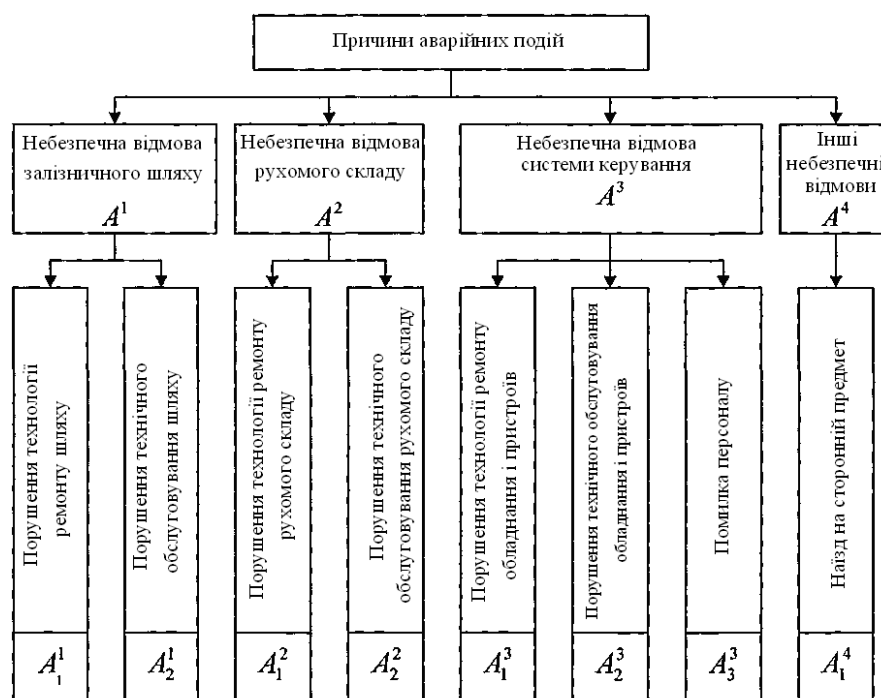 Причини аварійних подій
Небезпечна відмова
залізничного шляху
A¹
Небезпечна відмова
рухомого складу
A²
Небезпечна відмова
системи керування
A³
Інші
небезпечні
відмови
A⁴
Порушення технології
ремонту шляху
Порушення технічного
обслуговування шляху
Порушення технології ремонту
рухомого складу
Порушення технічного
обслуговування рухомого складу
Порушення технології ремонту
обладнання і пристроїв
Порушення технічного обслуговування
обладнання і пристроїв
Помилка персоналу
Наїзд на сторонній предмет
A₁¹
A₂¹
A₁²
A₂²
A₁³
A₂³
A₃³
A₁⁴